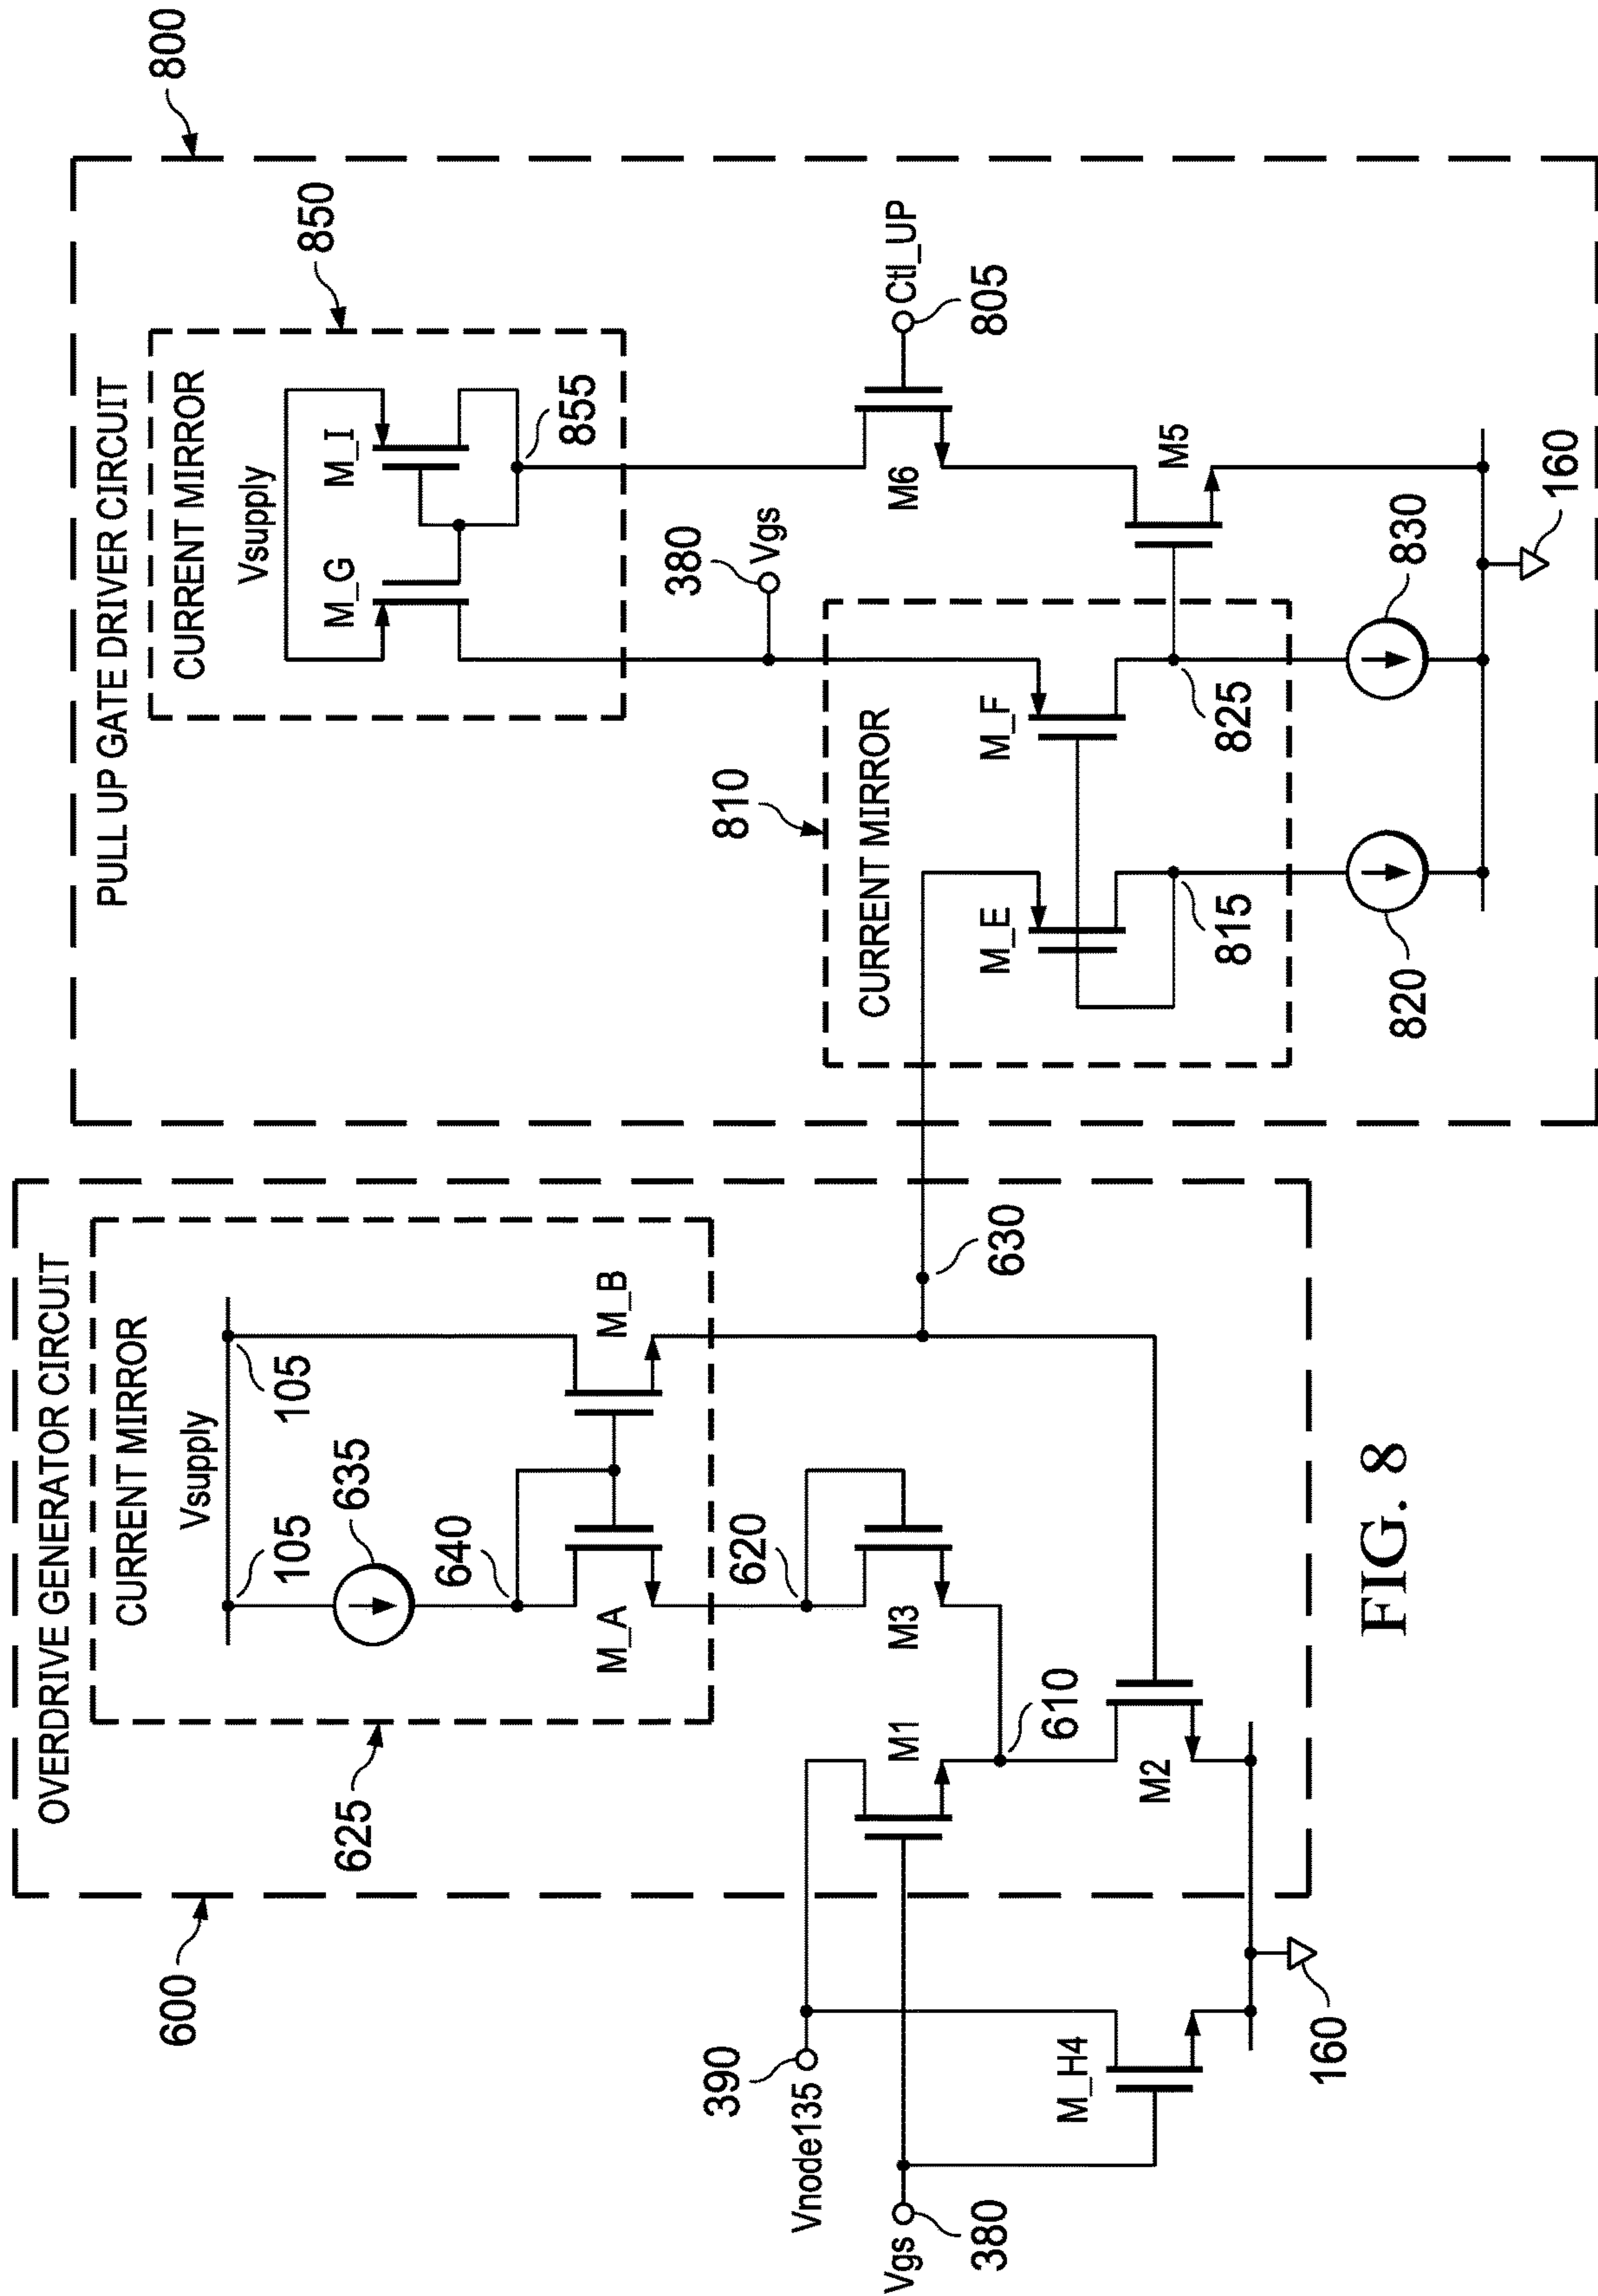 800
PULL UP GATE DRIVER CIRCUIT
850
CURRENT MIRROR
Vsupply
M_G
M_I
855
380
Vgs
M6
Ctl_UP
805
810
CURRENT MIRROR
M_E
M_F
M5
815
825
820
830
160
600
OVERDRIVE GENERATOR CIRCUIT
625
CURRENT MIRROR
Vsupply
105
105
635
640
M_A
M_B
620
630
M3
M1
610
M2
390
Vnode135
Vgs
380
M_H4
160
FIG. 8